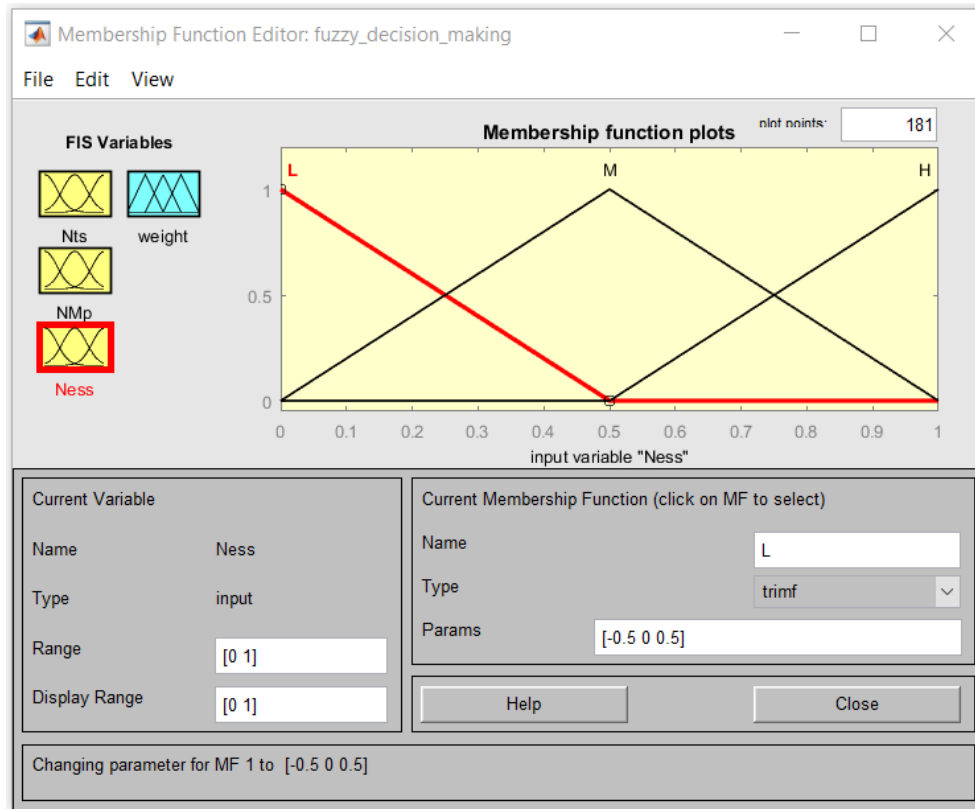 Membership Function Editor: fuzzy_decision_making
File Edit View
FIS Variables
Nts weight
NMp
Ness
Membership function plots plot points: 181
L M H
1
0.5
0
0 0.1 0.2 0.3 0.4 0.5 0.6 0.7 0.8 0.9 1
input variable "Ness"
Current Variable
Name Ness
Type input
Range [0 1]
Display Range [0 1]
Current Membership Function (click on MF to select)
Name L
Type trimf
Params [-0.5 0 0.5]
Help Close
Changing parameter for MF 1 to [-0.5 0 0.5]